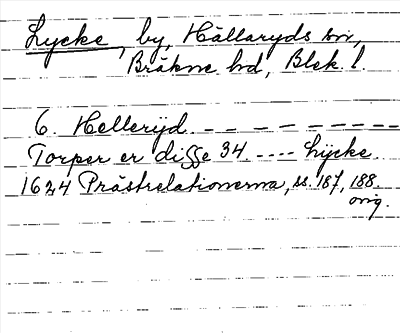 Lycke, by, Hällaryds sn,
Bräkne hd, Blek. l.
6. Hellerijd. -- - - - - - - -
Torper er disse 34 ---- Lijcke.
1624 Prästrelationerna, ss. 187, 188.
orig.